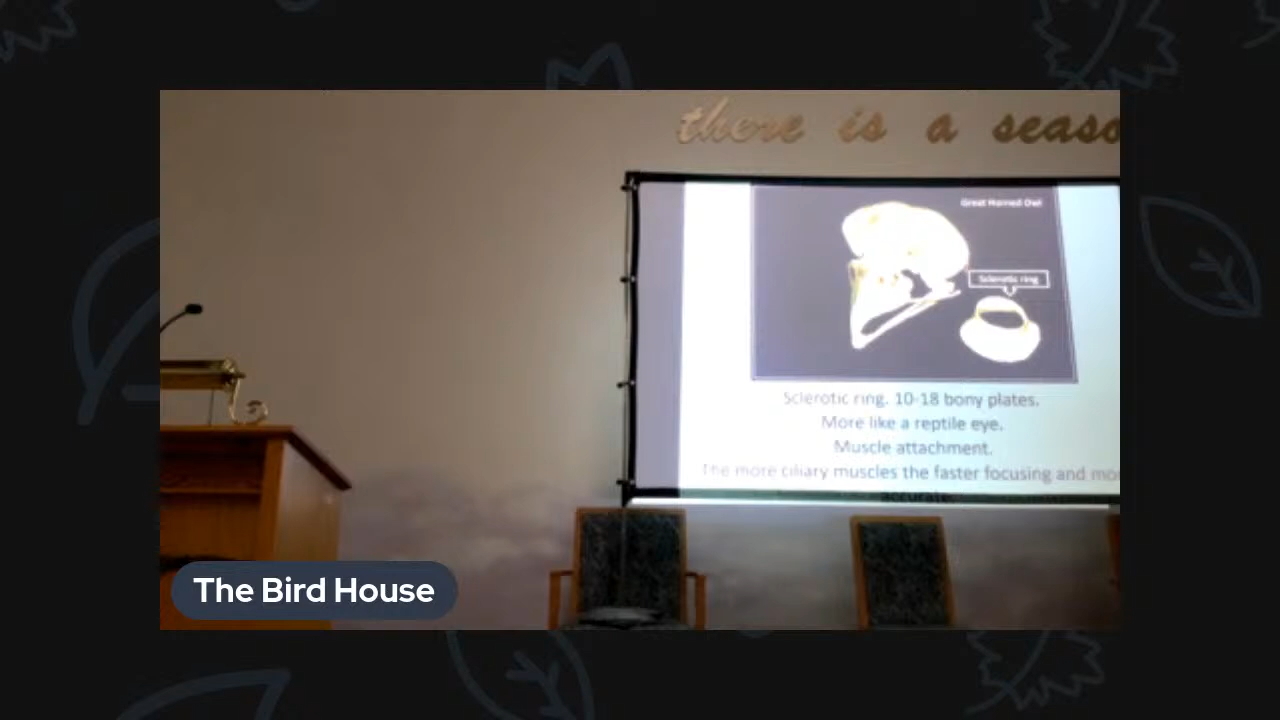 there is a seaso
Great Horned Owl
Sclerotic ring
Sclerotic ring. 10-18 bony plates.
More like a reptile eye.
Muscle attachment.
The more ciliary muscles the faster focusing and mo
accurate.
The Bird House